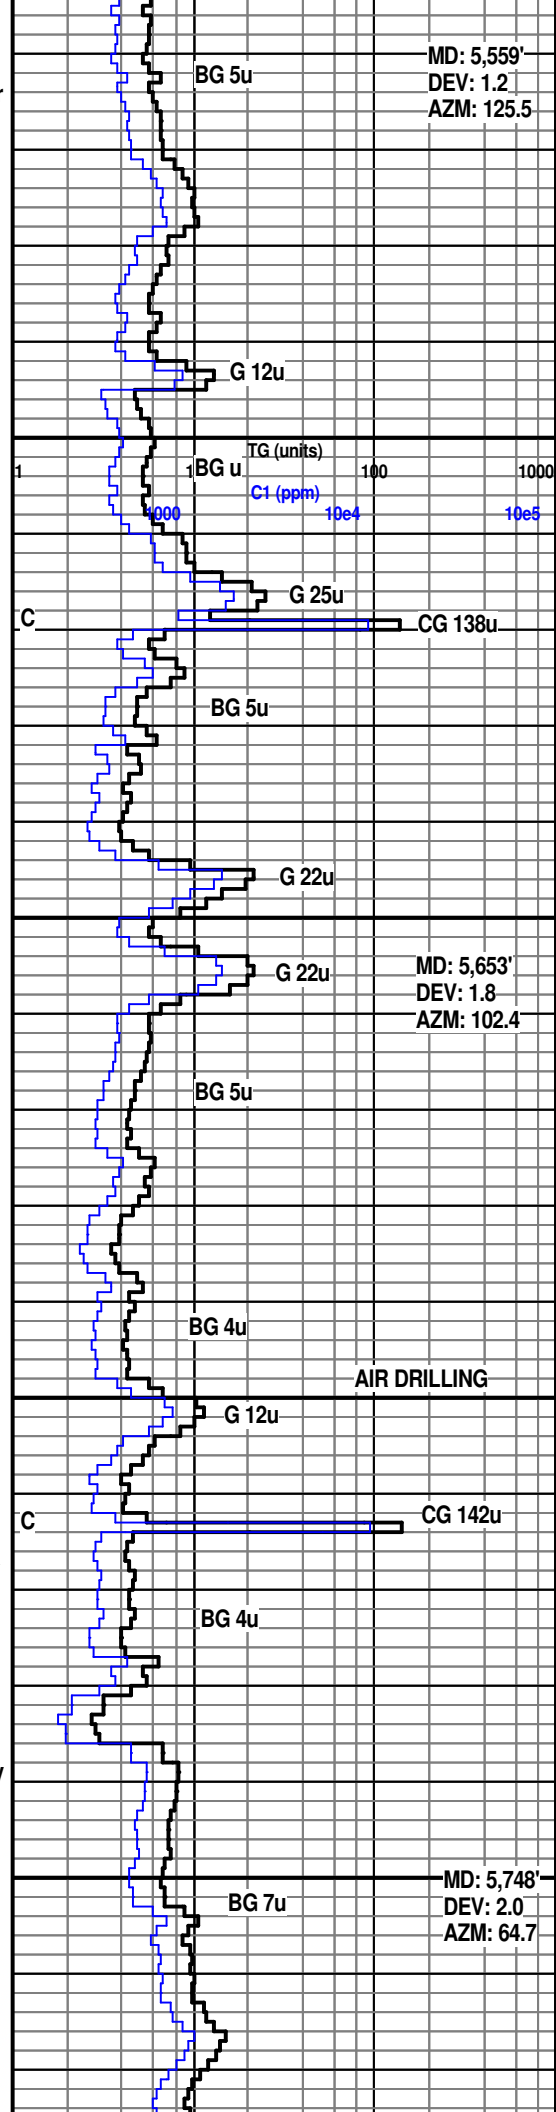 BG 5u
MD: 5,559'
DEV: 1.2
AZM: 125.5
G 12u
TG (units)
1
1
BG u
100
1000
C1 (ppm)
1000
10e4
10e5
G 25u
C
CG 138u
BG 5u
G 22u
G 22u
MD: 5,653'
DEV: 1.8
AZM: 102.4
BG 5u
BG 4u
AIR DRILLING
G 12u
C
CG 142u
BG 4u
MD: 5,748'
DEV: 2.0
AZM: 64.7
BG 7u